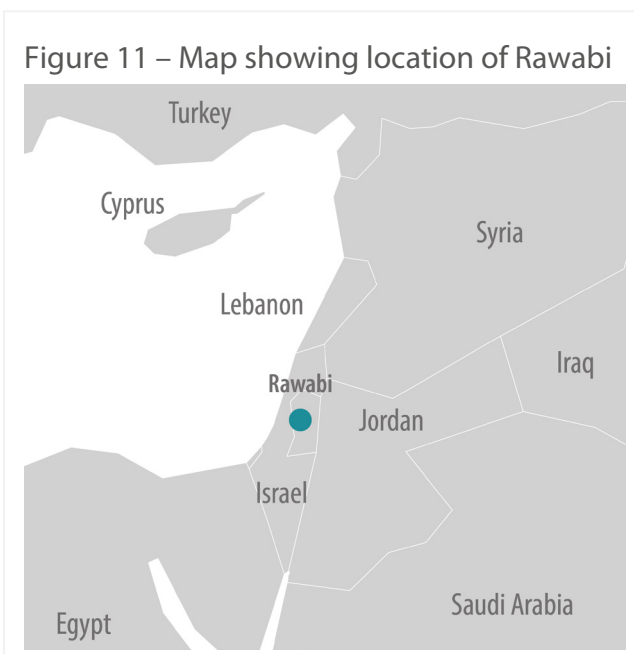 Figure 11 – Map showing location of Rawabi
Turkey
Cyprus
Syria
Lebanon
Iraq
Rawabi
Jordan
Israel
Saudi Arabia
Egypt